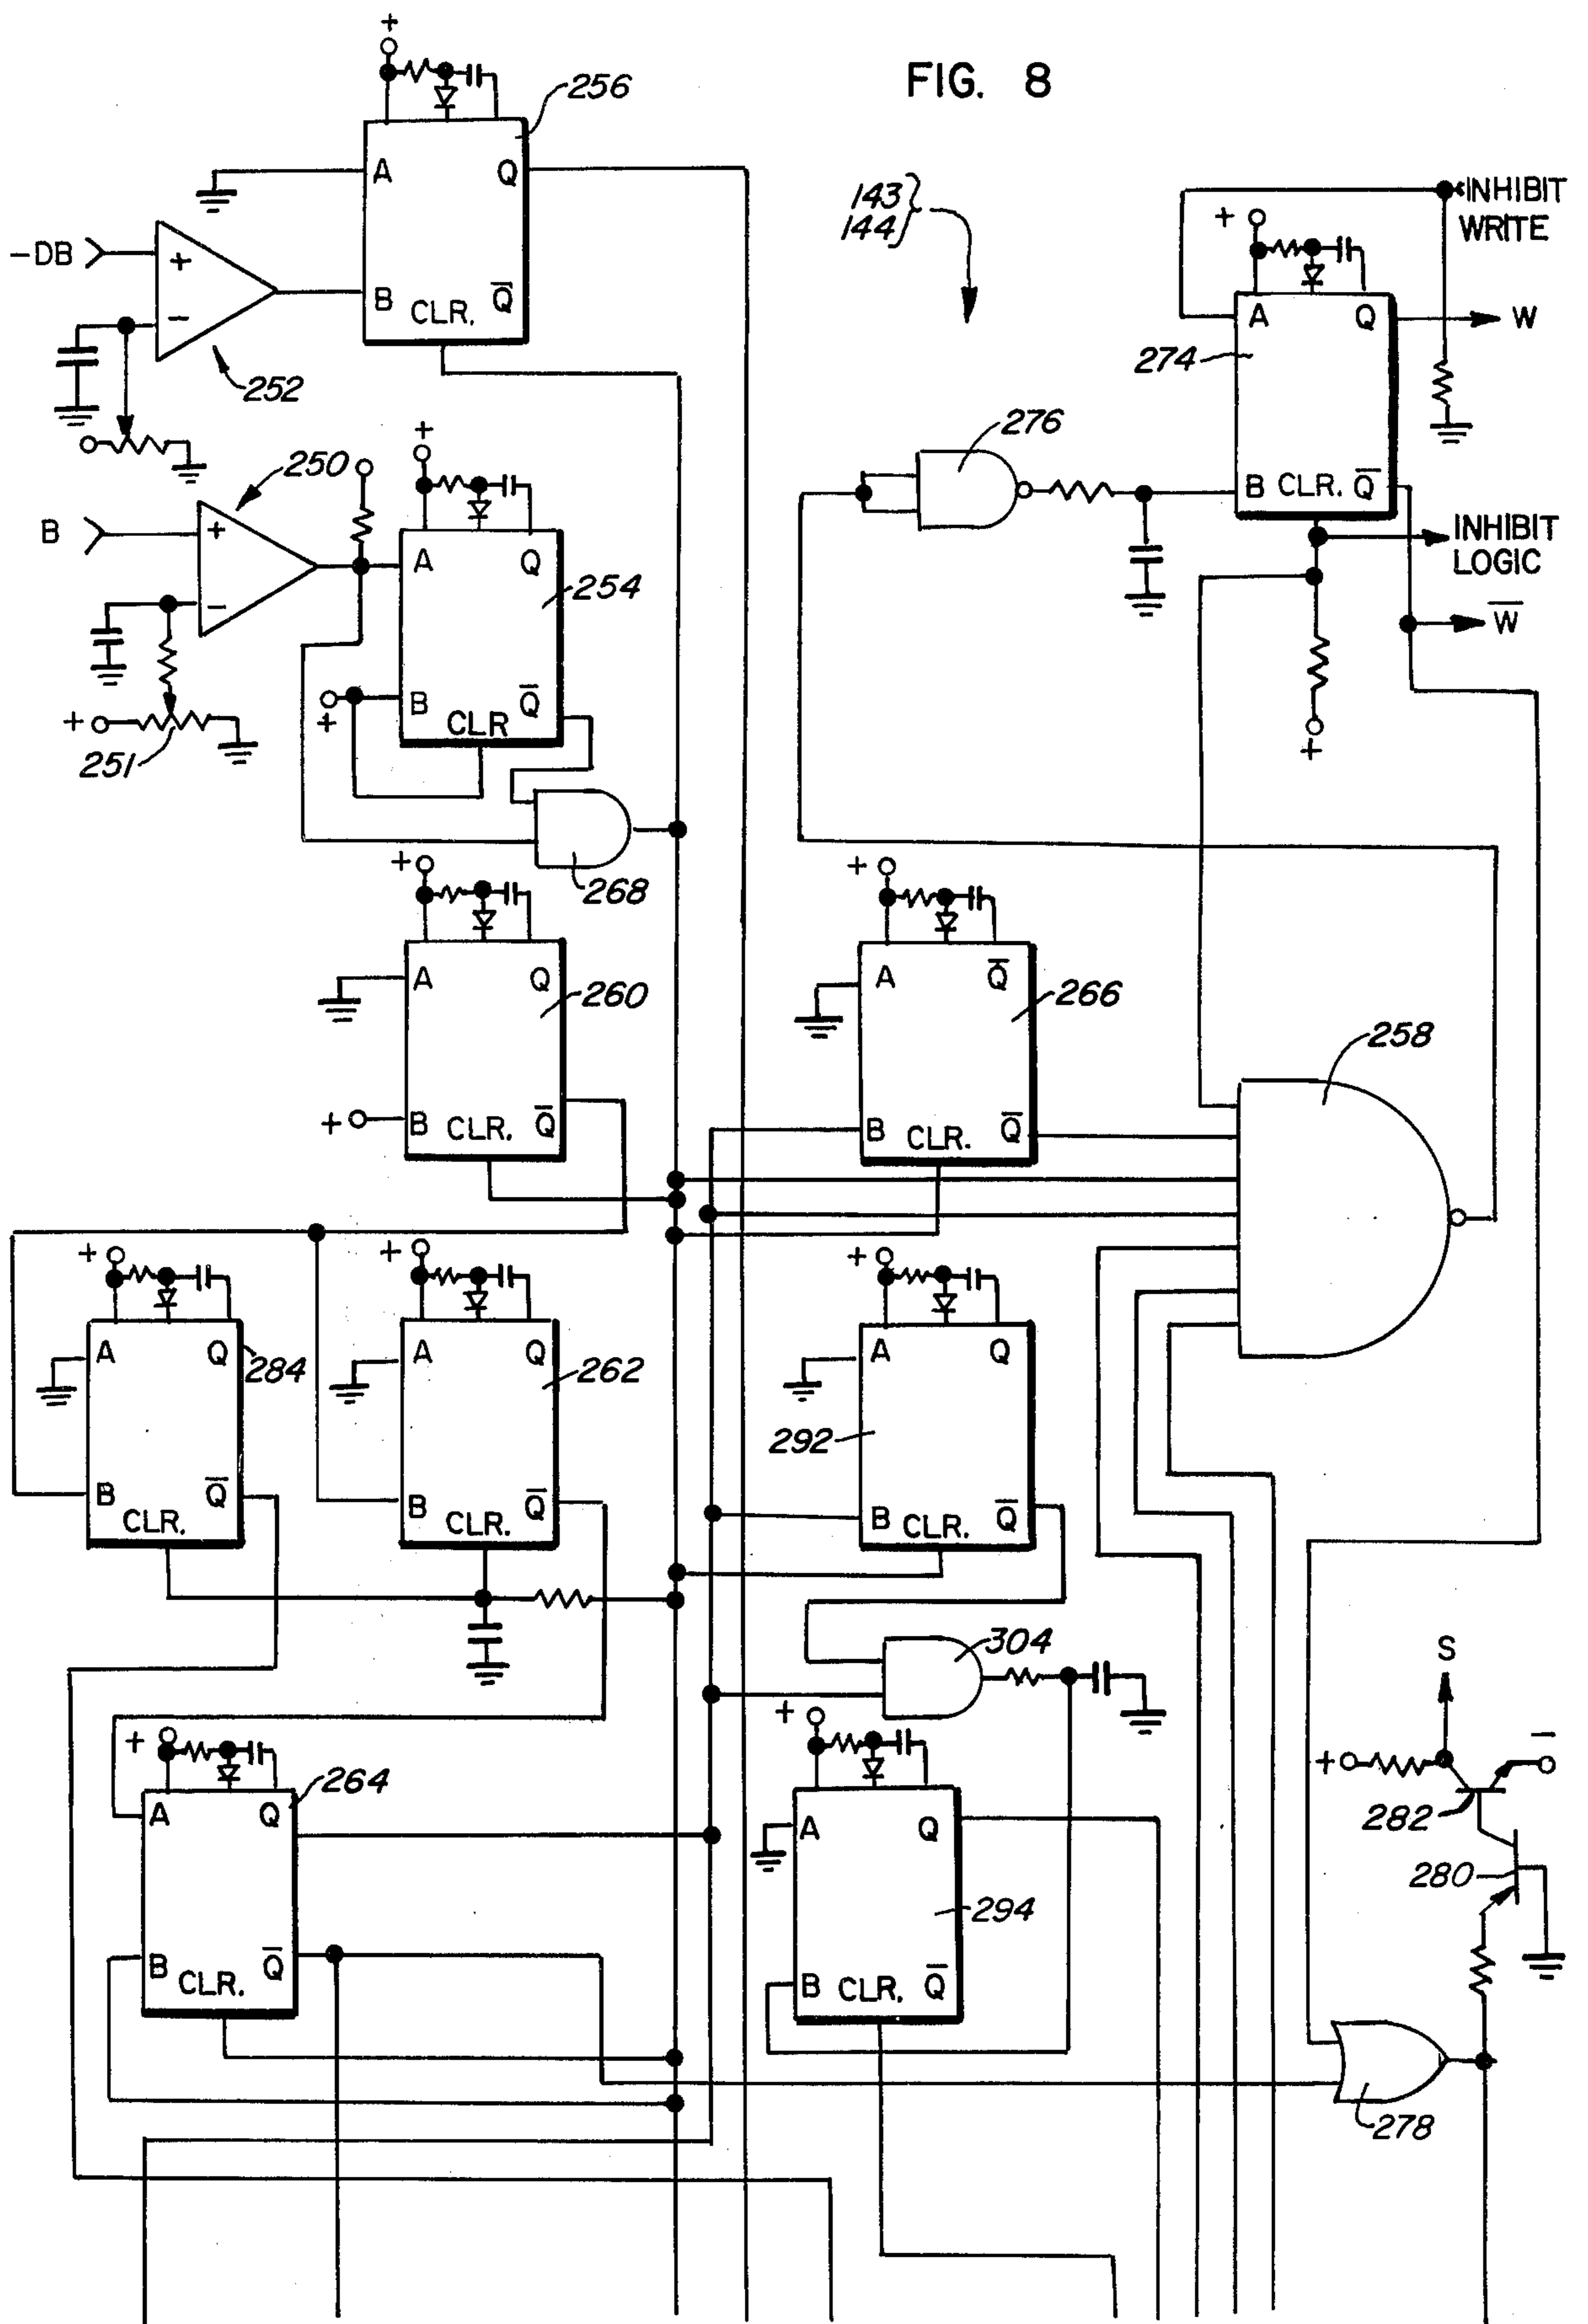 FIG. 8
+
256
A Q
-DB
+
B CLR. Q̅
−
252
143
144
INHIBIT
WRITE
+
A Q
W
274
276
B CLR. Q̅
INHIBIT
LOGIC
W̅
+
+
250
B
+
A Q
254
−
+
B Q̅
CLR
+
251
268
+
A Q
260
+
B CLR. Q̅
+
A Q̅
266
258
B CLR. Q̅
+
A Q
284
B Q̅
CLR.
+
A Q
262
B Q̅
CLR.
+
A Q
292
B CLR. Q̅
304
S
+
−
282
280
+
264
A Q
B CLR. Q̅
+
A Q
294
B CLR. Q̅
278